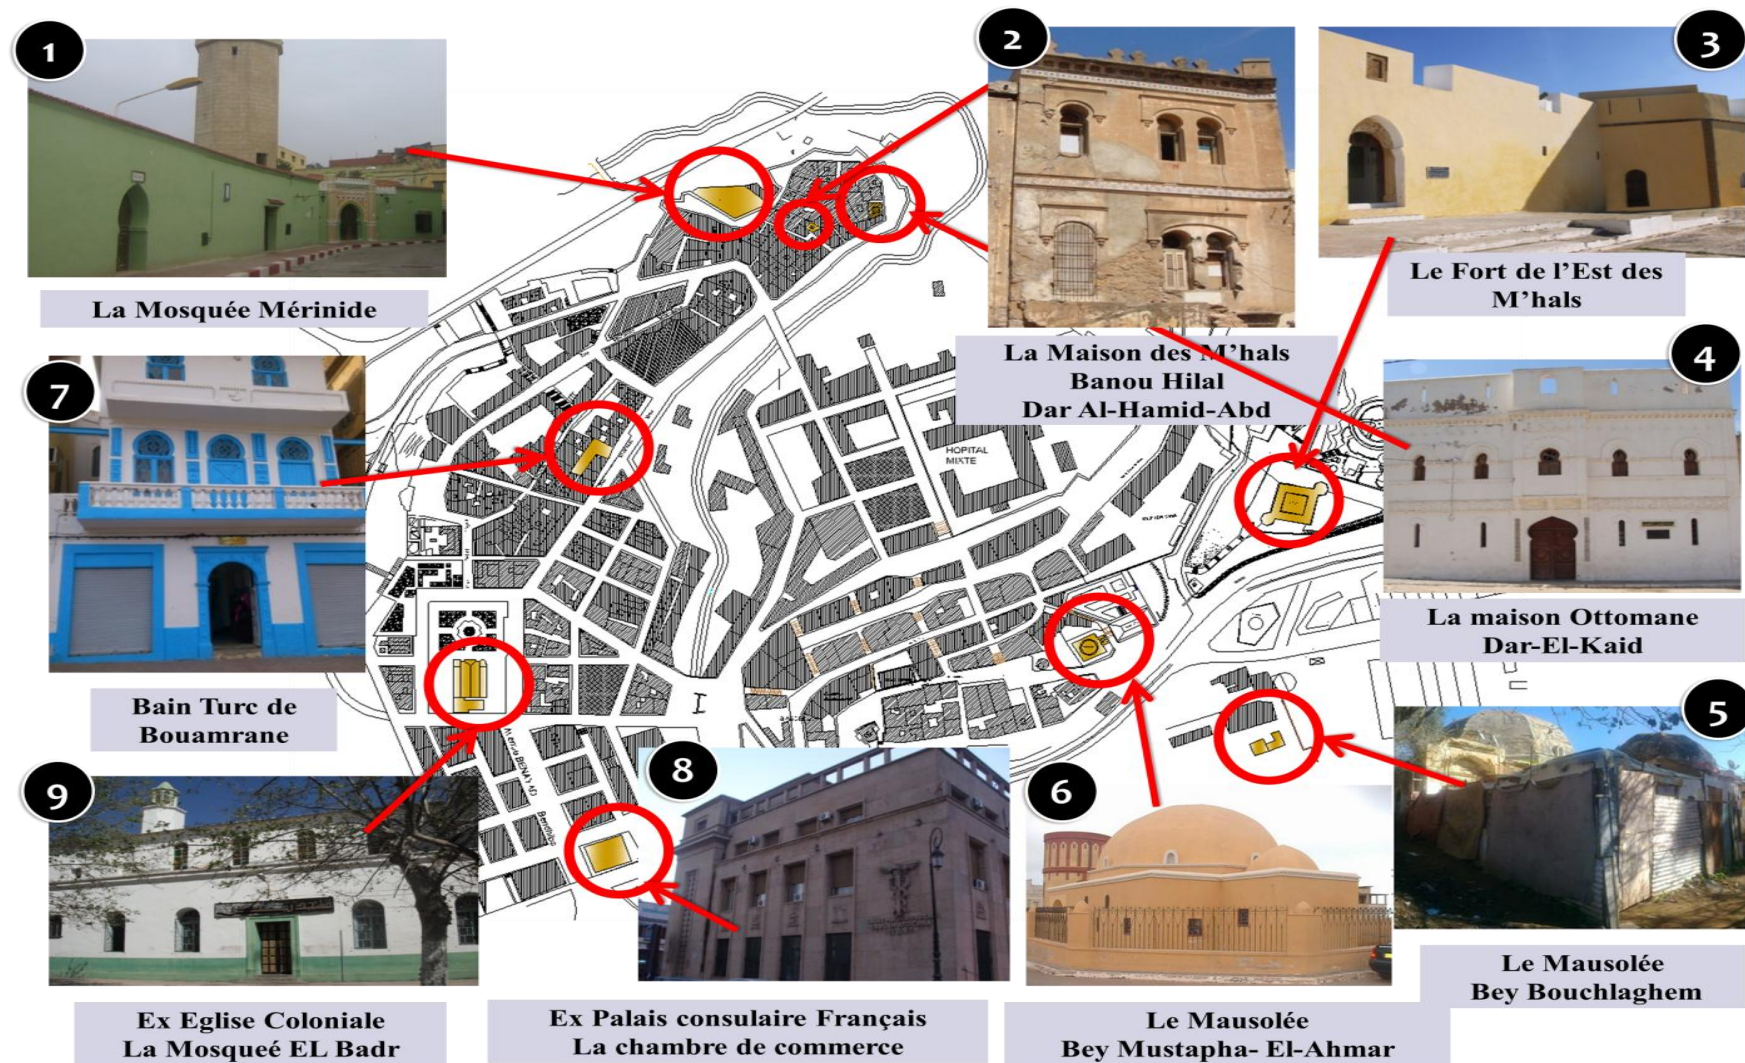 1
La Mosquée Mérinide
2
La Maison des M’hals
Banou Hilal
Dar Al-Hamid-Abd
3
Le Fort de l’Est des
M’hals
4
La maison Ottomane
Dar-El-Kaid
5
Le Mausolée
Bey Bouchlaghem
6
Le Mausolée
Bey Mustapha- El-Ahmar
7
Bain Turc de
Bouamrane
8
Ex Palais consulaire Français
La chambre de commerce
9
Ex Eglise Coloniale
La Mosqueé EL Badr
HOPITAL
MIXTE